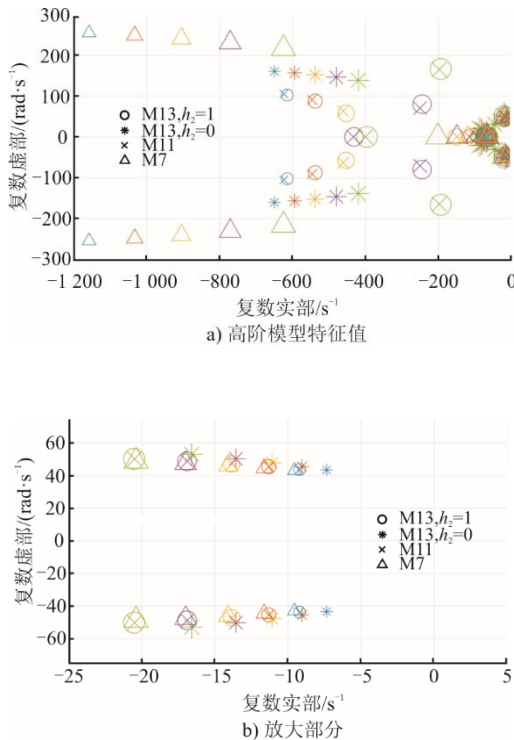 复数虚部/(rad·s⁻¹)
300
200
100
0
−100
−200
−300
M13,h₂=1
M13,h₂=0
M11
M7
−1 200
−1 000
−800
−600
−400
−200
0
复数实部/s⁻¹
a) 高阶模型特征值
复数虚部/(rad·s⁻¹)
60
40
20
0
−20
−40
−60
M13,h₂=1
M13,h₂=0
M11
M7
−25
−20
−15
−10
−5
0
5
复数实部/s⁻¹
b) 放大部分